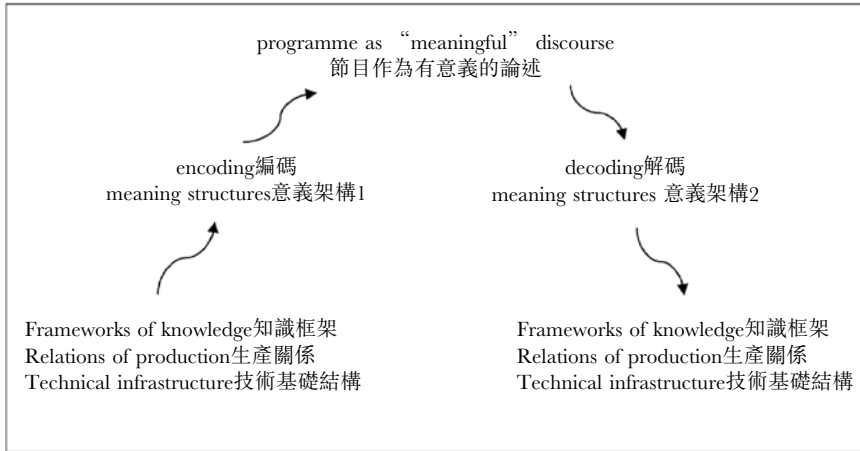 programme as “meaningful” discourse
節目作為有意義的論述
encoding編碼
meaning structures意義架構1
decoding解碼
meaning structures 意義架構2
Frameworks of knowledge知識框架
Relations of production生產關係
Technical infrastructure技術基礎結構
Frameworks of knowledge知識框架
Relations of production生產關係
Technical infrastructure技術基礎結構